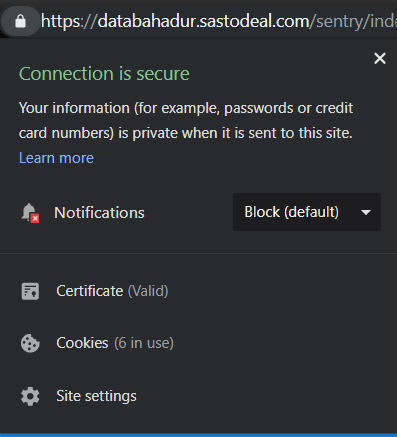 https://databahadur.sastodeal.com/sentry/inde
Connection is secure
Your information (for example, passwords or credit
card numbers) is private when it is sent to this site.
Learn more
Notifications
Block (default)
Certificate (Valid)
Cookies (6 in use)
Site settings